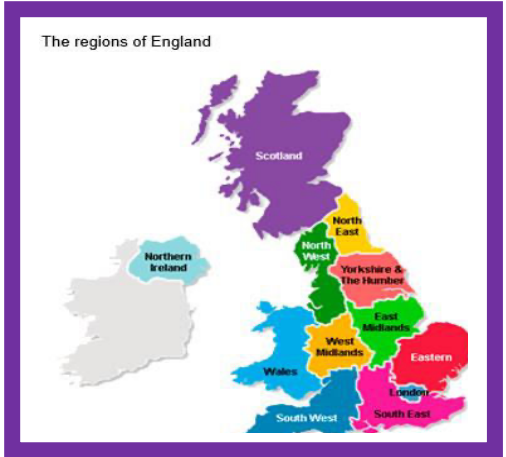 The regions of England
Scotland
North
East
North
West
Northern
Ireland
Yorkshire &
The Humber
East
Midlands
West
Midlands
Eastern
Wales
London
South West
South East